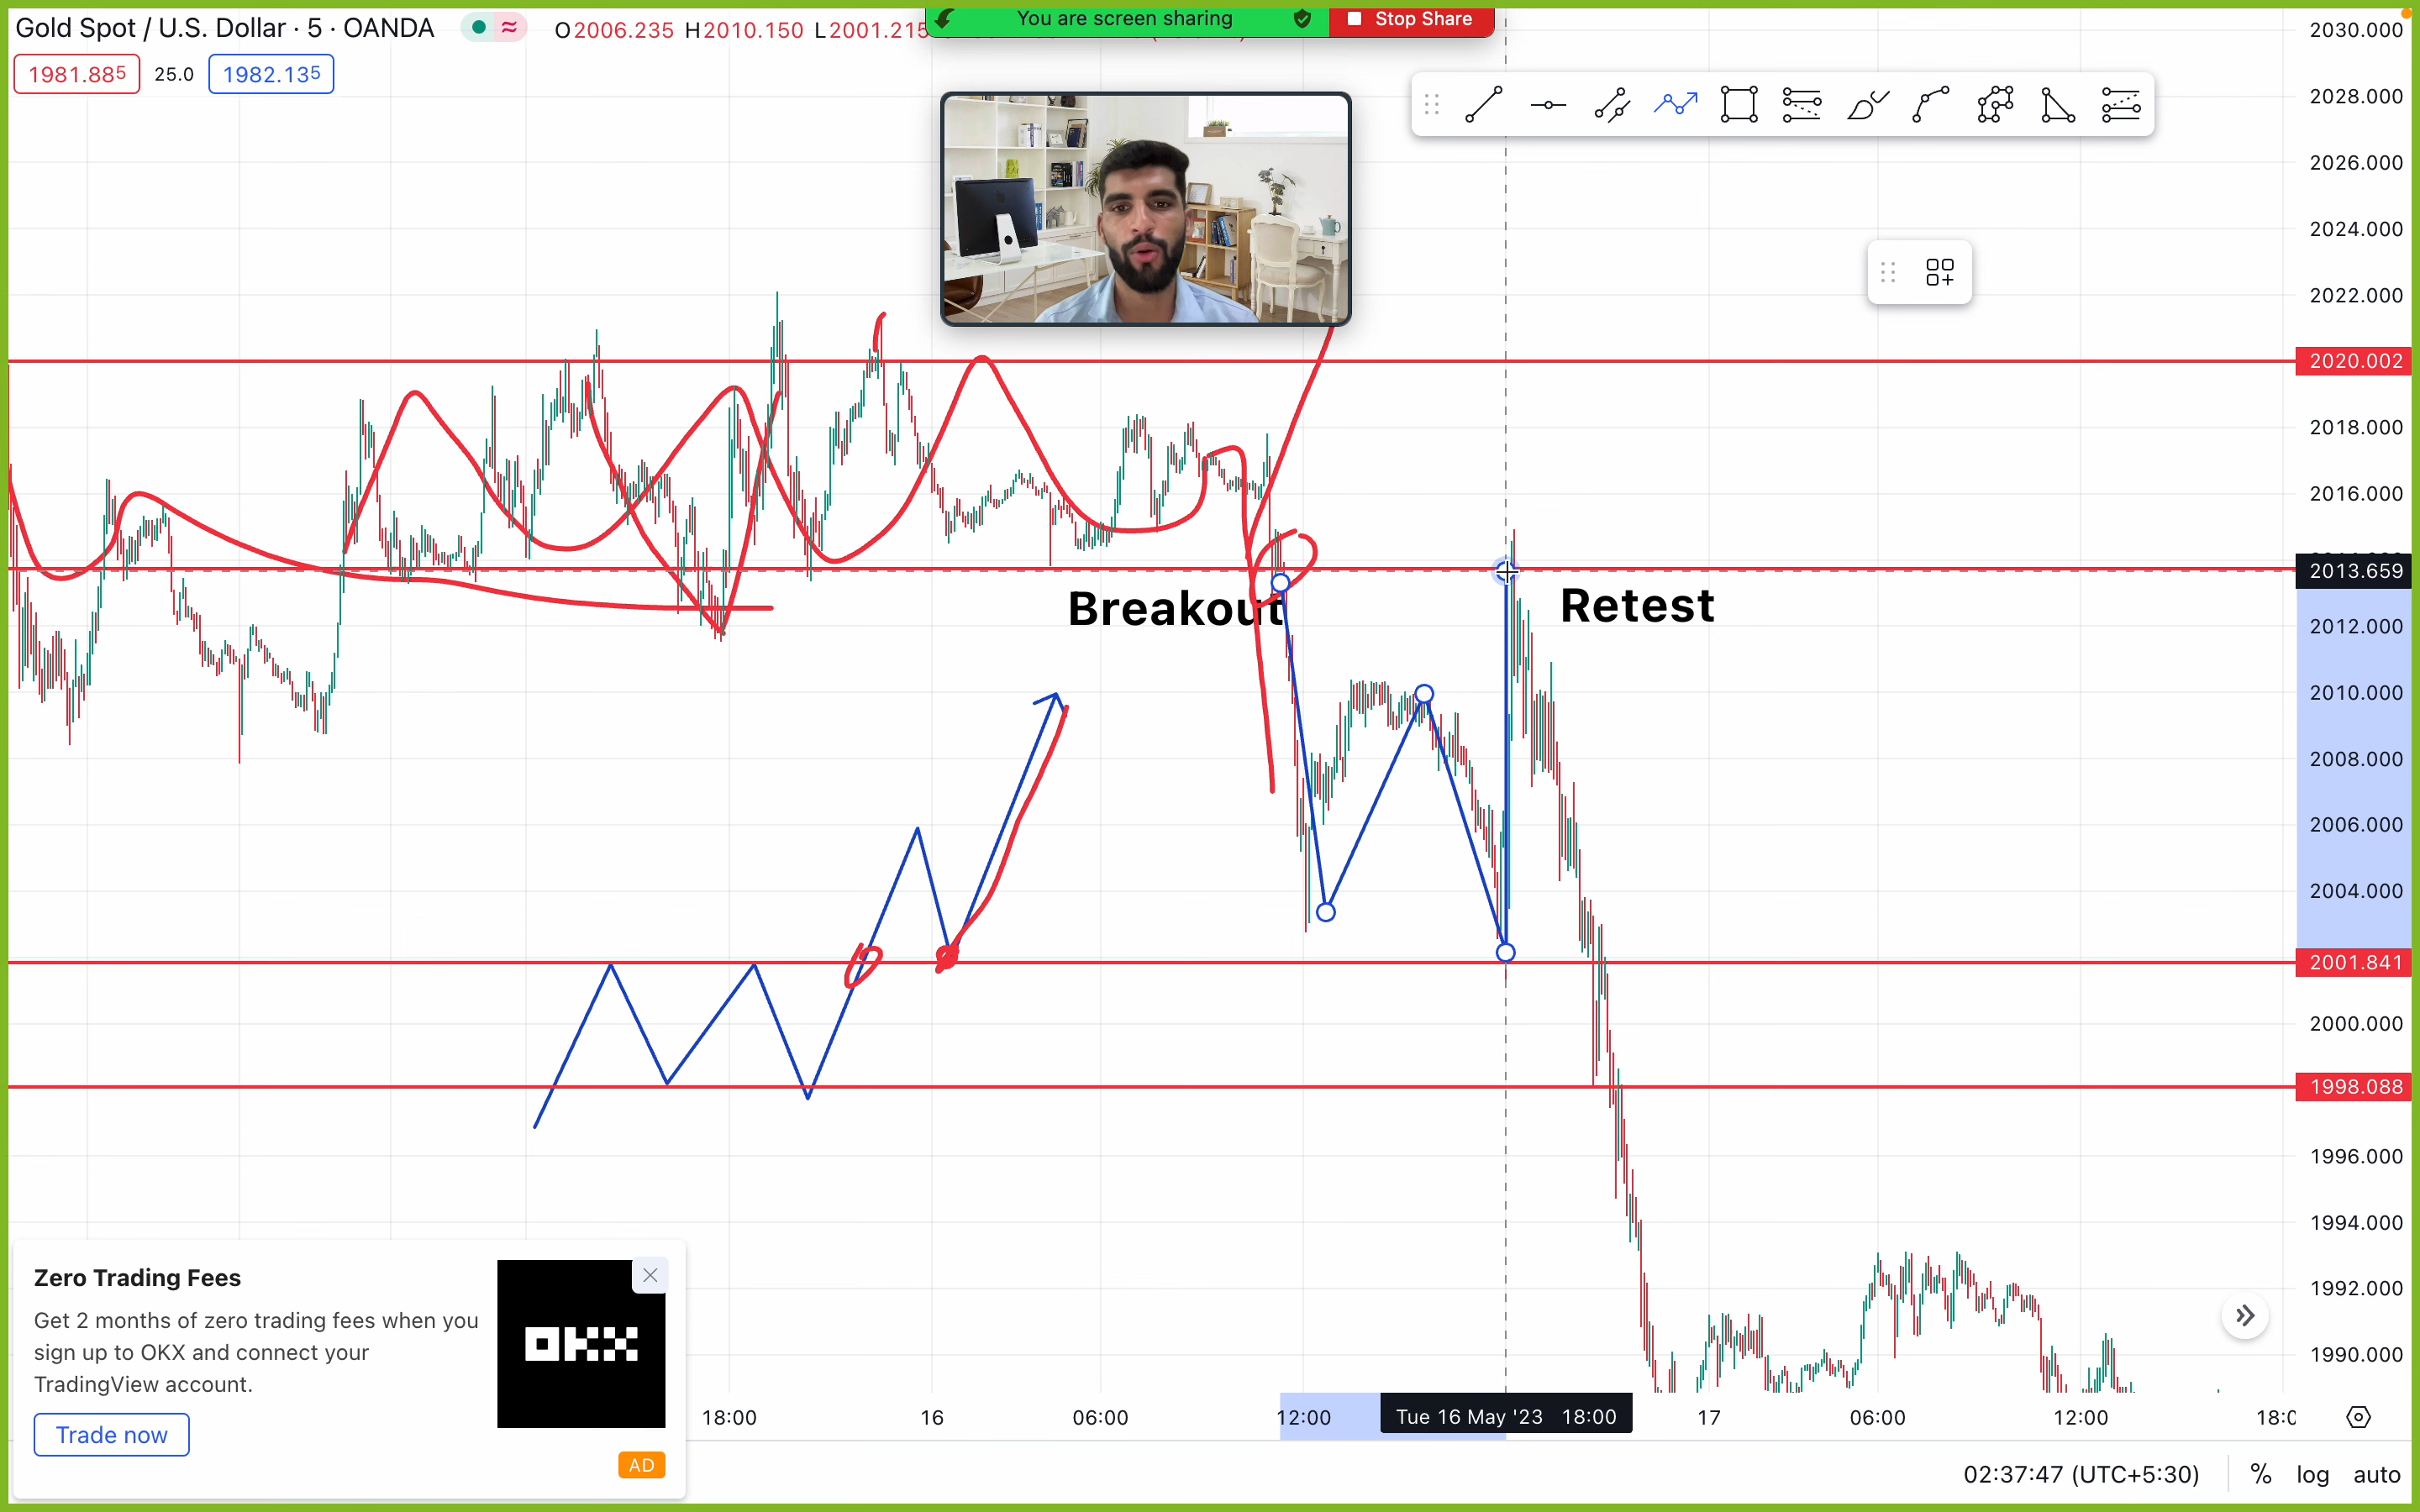 Gold Spot / U.S. Dollar · 5 · OANDA
O2006.235 H2010.150 L2001.215
You are screen sharing
Stop Share
1981.885
25.0
1982.135
2030.000
2028.000
2026.000
2024.000
2022.000
2020.002
2018.000
2016.000
2013.659
2012.000
2010.000
2008.000
2006.000
2004.000
2001.841
2000.000
1998.088
1996.000
1994.000
1992.000
1990.000
Breakout
Retest
Zero Trading Fees
Get 2 months of zero trading fees when you
sign up to OKX and connect your
TradingView account.
Trade now
OKX
AD
18:00
16
06:00
12:00
Tue 16 May '23 18:00
17
06:00
12:00
02:37:47 (UTC+5:30)
%
log
auto